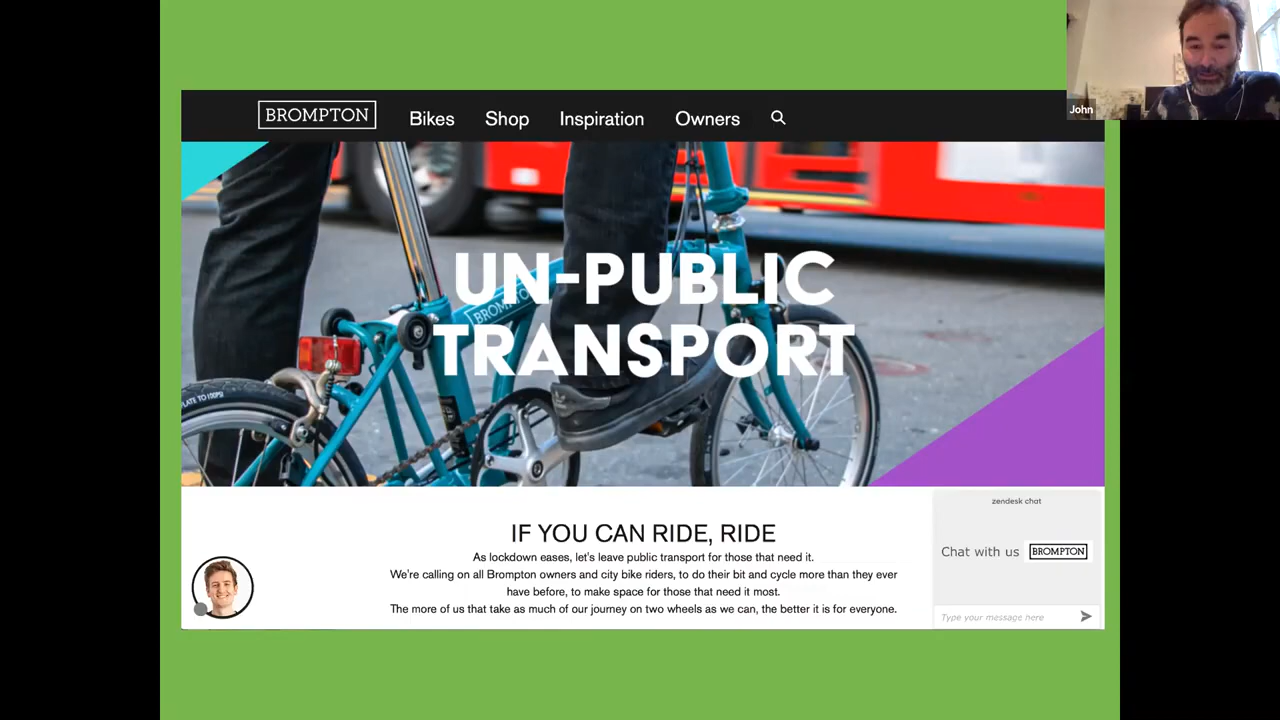 John
BROMPTON
Bikes
Shop
Inspiration
Owners
BROMPTON
UN-PUBLIC
TRANSPORT
IF YOU CAN RIDE, RIDE
As lockdown eases, let's leave public transport for those that need it.
We're calling on all Brompton owners and city bike riders, to do their bit and cycle more than they ever
have before, to make space for those that need it most.
The more of us that take as much of our journey on two wheels as we can, the better it is for everyone.
zendesk chat
Chat with us BROMPTON
Type your message here